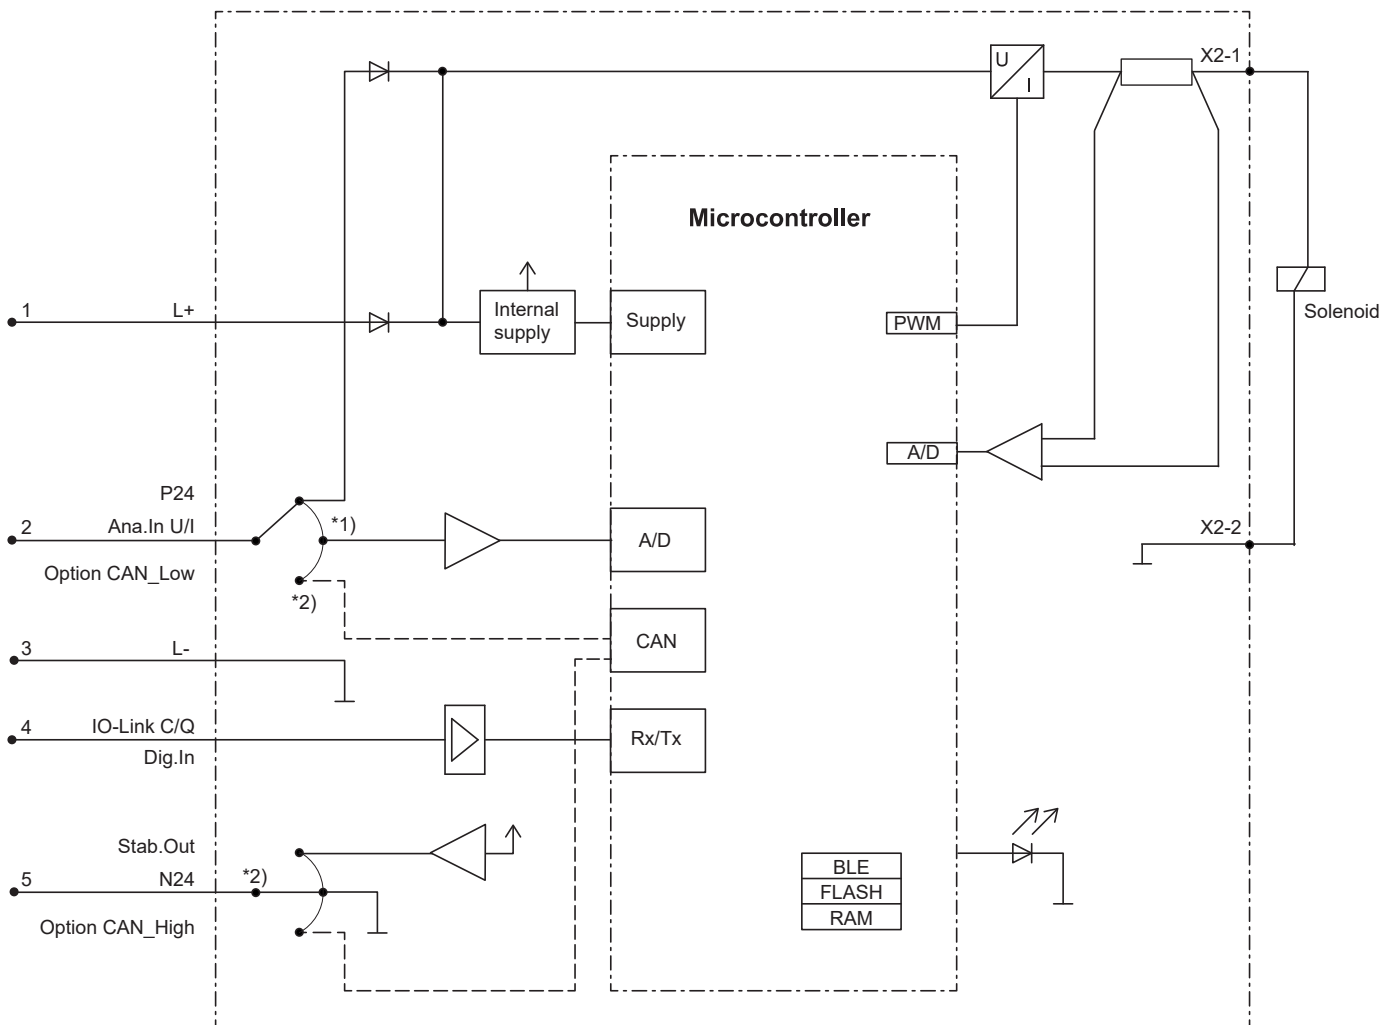 X2-1
U
I
Microcontroller
1
L+
Internal
supply
Supply
PWM
Solenoid
A/D
P24
2
Ana.In U/I
*1)
A/D
X2-2
Option CAN_Low
*2)
3
L-
CAN
4
IO-Link C/Q
Rx/Tx
Dig.In
Stab.Out
5
N24
*2)
Option CAN_High
BLE
FLASH
RAM